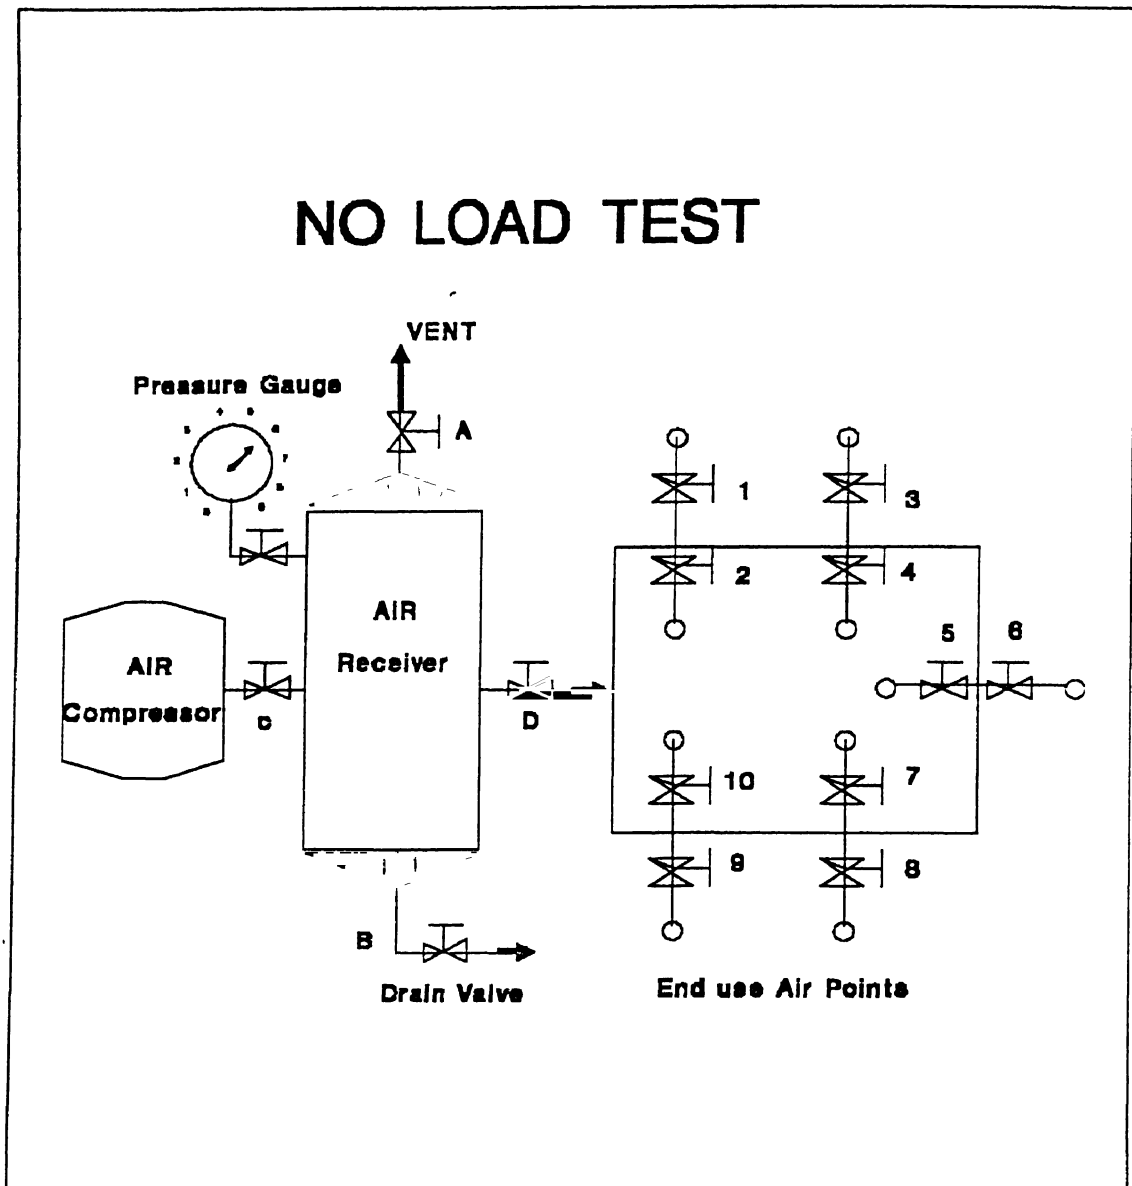 NO LOAD TEST
VENT
Pressure Gauge
A
1
3
2
4
AIR
Receiver
5 6
AIR
Compressor
c
D
10
7
9
8
B
Drain Valve
End use Air Points